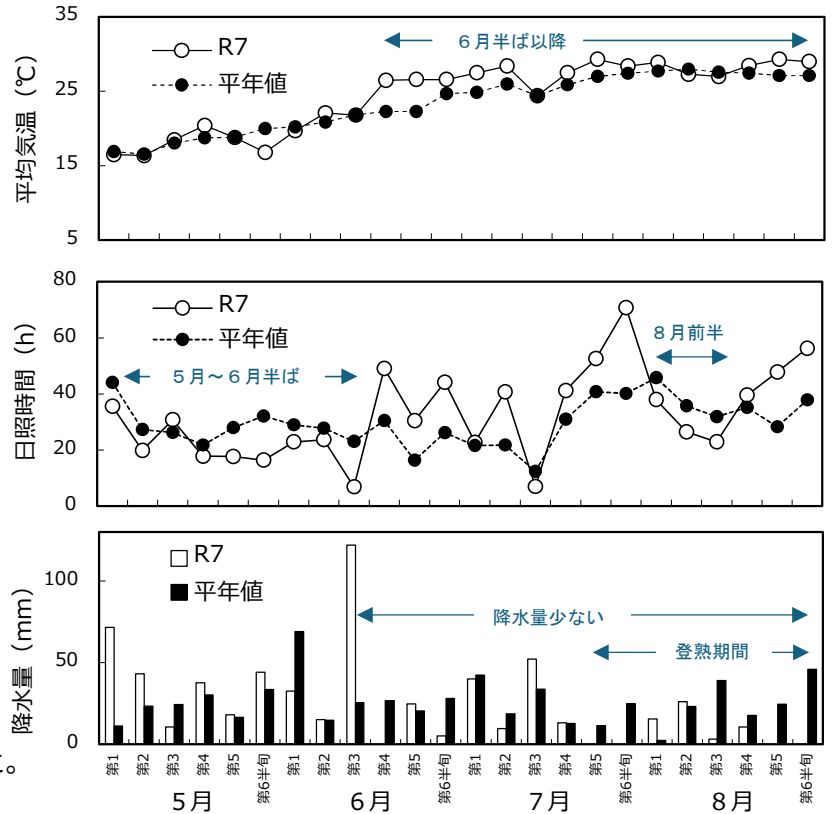 平均気温（℃）
35
25
15
5
R7
平年値
６月半ば以降
日照時間（h）
80
60
40
20
0
R7
平年値
５月～６月半ば
８月前半
降水量（mm）
100
50
0
R7
平年値
降水量少ない
登熟期間
第1 第2 第3 第4 第5 第6半旬 第1 第2 第3 第4 第5 第6半旬 第1 第2 第3 第4 第5 第6半旬 第1 第2 第3 第4 第5 第6半旬
5月 6月 7月 8月